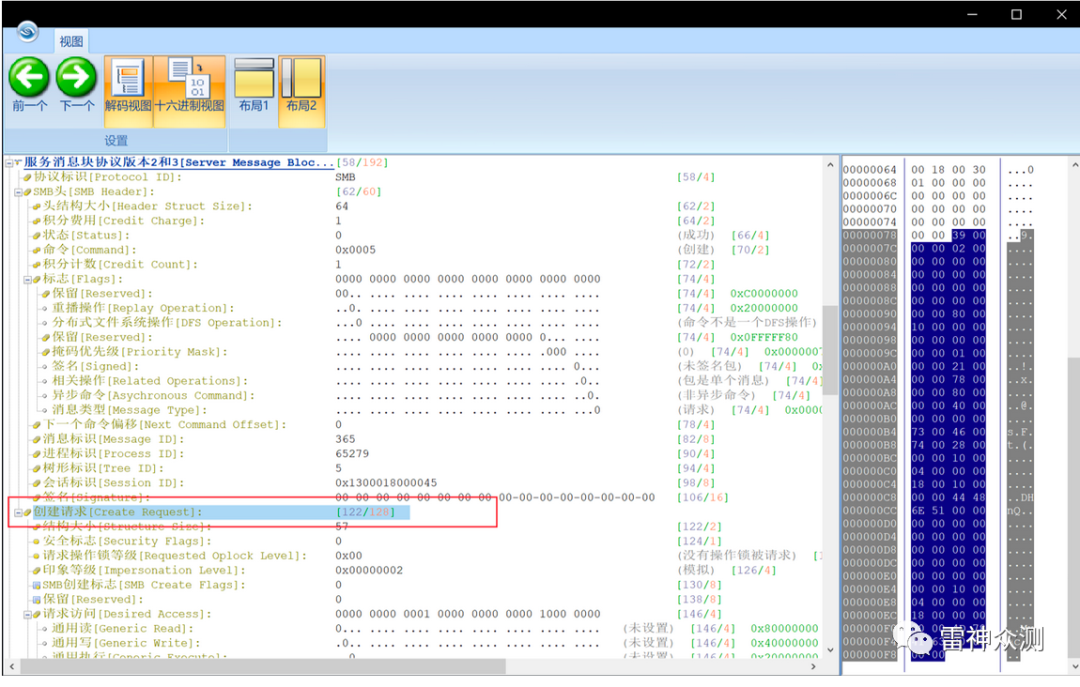 视图
前一个 下一个 解码视图 十六进制视图 布局1 布局2
设置
服务消息块协议版本2和3[Server Message Bloc... [58/192]
协议标识[Protocol ID]: SMB [58/4]
SMB头[SMB Header]: [62/60]
头结构大小[Header Struct Size]: 64 [62/2]
积分费用[Credit Charge]: 1 [64/2]
状态[Status]: 0 (成功) [66/4]
命令[Command]: 0x0005 (创建) [70/2]
积分计数[Credit Count]: 1 [72/2]
标志[Flags]: 0000 0000 0000 0000 0000 0000 0000 0000 [74/4]
保留[Reserved]: 00.. .... .... .... .... .... .... .... [74/4] 0xC0000000
重播操作[Replay Operation]: ..0. .... .... .... .... .... .... .... [74/4] 0x20000000
分布式文件系统操作[DFS Operation]: ...0 .... .... .... .... .... .... .... (命令不是一个DFS操作)
保留[Reserved]: .... 0000 0000 0000 0000 0000 0... .... [74/4] 0x0FFFFF80
掩码优先级[Priority Mask]: .... .... .... .... .... .... .000 .... (0) [74/4] 0x0000007
签名[Signed]: .... .... .... .... .... .... .... 0... (未签名包) [74/4] 0x
相关操作[Related Operations]: .... .... .... .... .... .... .... .0.. (包是单个消息) [74/4]
异步命令[Asychronous Command]: .... .... .... .... .... .... .... ..0. (非异步命令) [74/4]
消息类型[Message Type]: .... .... .... .... .... .... .... ...0 (请求) [74/4] 0x0000
下一个命令偏移[Next Command Offset]: 0 [78/4]
消息标识[Message ID]: 365 [82/8]
进程标识[Process ID]: 65279 [90/4]
树形标识[Tree ID]: 5 [94/4]
会话标识[Session ID]: 0x1300018000045 [98/8]
签名[Signature]: 00-00-00-00-00-00-00-00-00-00-00-00-00-00-00-00 [106/16]
创建请求[Create Request]: [122/128]
结构大小[Structure Size]: 57 [122/2]
安全标志[Security Flags]: 0 [124/1]
请求操作锁等级[Requested Oplock Level]: 0x00 (没有操作锁被请求) [1
印象等级[Impersonation Level]: 0x00000002 (模拟) [126/4]
SMB创建标志[SMB Create Flags]: 0 [130/8]
保留[Reserved]: 0 [138/8]
请求访问[Desired Access]: 0000 0000 0001 0000 0000 0000 1000 0000 [146/4]
通用读[Generic Read]: 0... .... .... .... .... .... .... .... (未设置) [146/4] 0x80000000
通用写[Generic Write]: .0.. .... .... .... .... .... .... .... (未设置) [146/4] 0x40000000
通用执行[Generic Execute]: ..0. .... .... .... .... .... .... .... (未设置) [146/4] 0x20000000
00000064 00 18 00 30 ...0
00000068 01 00 00 00 ....
0000006C 00 00 00 00 ....
00000070 00 00 00 00 ....
00000074 00 00 00 00 ....
00000078 00 00 39 00 ..9.
0000007C 00 00 02 00 ....
00000080 00 00 00 00 ....
00000084 00 00 00 00 ....
00000088 00 00 00 00 ....
0000008C 00 00 00 00 ....
00000090 00 00 80 00 ....
00000094 10 00 00 00 ....
00000098 00 00 00 00 ....
0000009C 00 00 01 00 ....
000000A0 00 00 21 00 ..!.
000000A4 00 00 78 00 ..x.
000000A8 00 00 80 00 ....
000000AC 00 00 40 00 ..@.
000000B0 00 00 00 00 ....
000000B4 73 00 46 00 s.F.
000000B8 74 00 28 00 t.(.
000000BC 00 00 10 00 ....
000000C0 04 00 00 00 ....
000000C4 18 00 10 00 ....
000000C8 00 00 44 48 ..DH
000000CC 6E 51 00 00 nQ..
000000D0 00 00 00 00 ....
000000D4 00 00 00 00 ....
000000D8 00 00 00 00 ....
000000DC 00 00 00 00 ....
000000E0 00 00 00 00 ....
000000E4 00 00 10 00 ....
000000E8 04 00 00 00 ....
000000EC 18 00 00 00 ....
000000F8
雷神众测